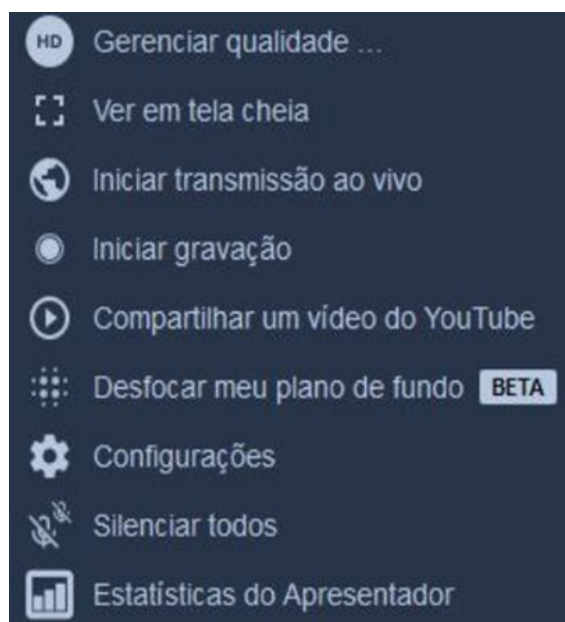 HD Gerenciar qualidade ...
Ver em tela cheia
Iniciar transmissão ao vivo
Iniciar gravação
Compartilhar um vídeo do YouTube
Desfocar meu plano de fundo BETA
Configurações
Silenciar todos
Estatísticas do Apresentador